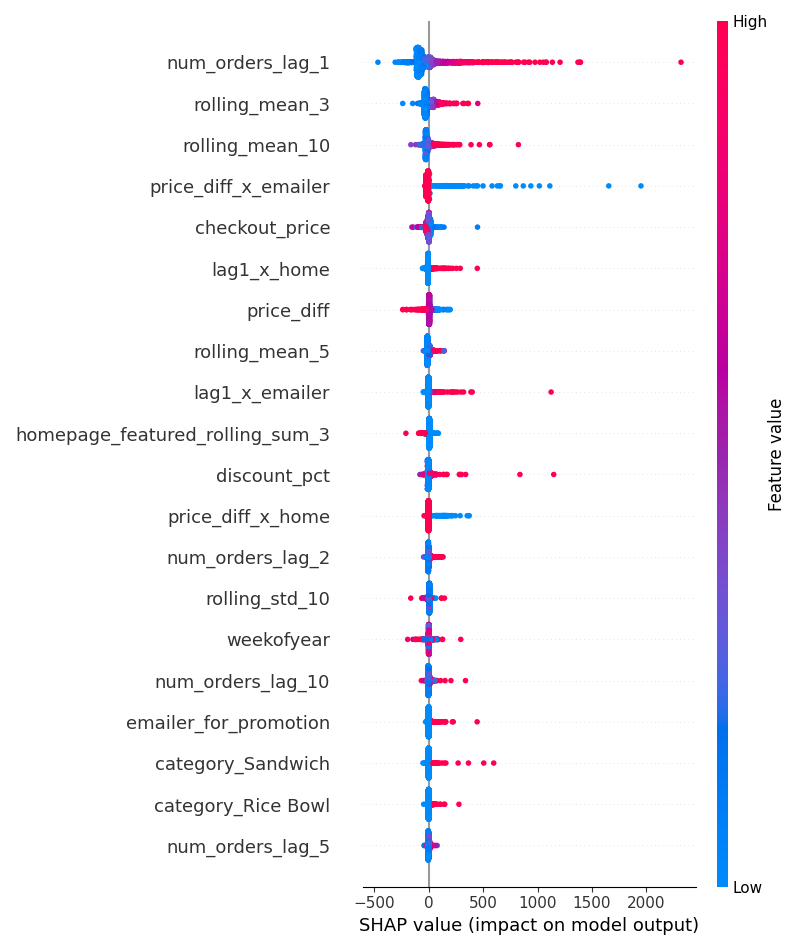 High
num_orders_lag_1
rolling_mean_3
rolling_mean_10
price_diff_x_emailer
checkout_price
lag1_x_home
price_diff
rolling_mean_5
lag1_x_emailer
homepage_featured_rolling_sum_3
discount_pct
price_diff_x_home
num_orders_lag_2
rolling_std_10
weekofyear
num_orders_lag_10
emailer_for_promotion
category_Sandwich
category_Rice Bowl
num_orders_lag_5
Feature value
Low
−500 0 500 1000 1500 2000
SHAP value (impact on model output)